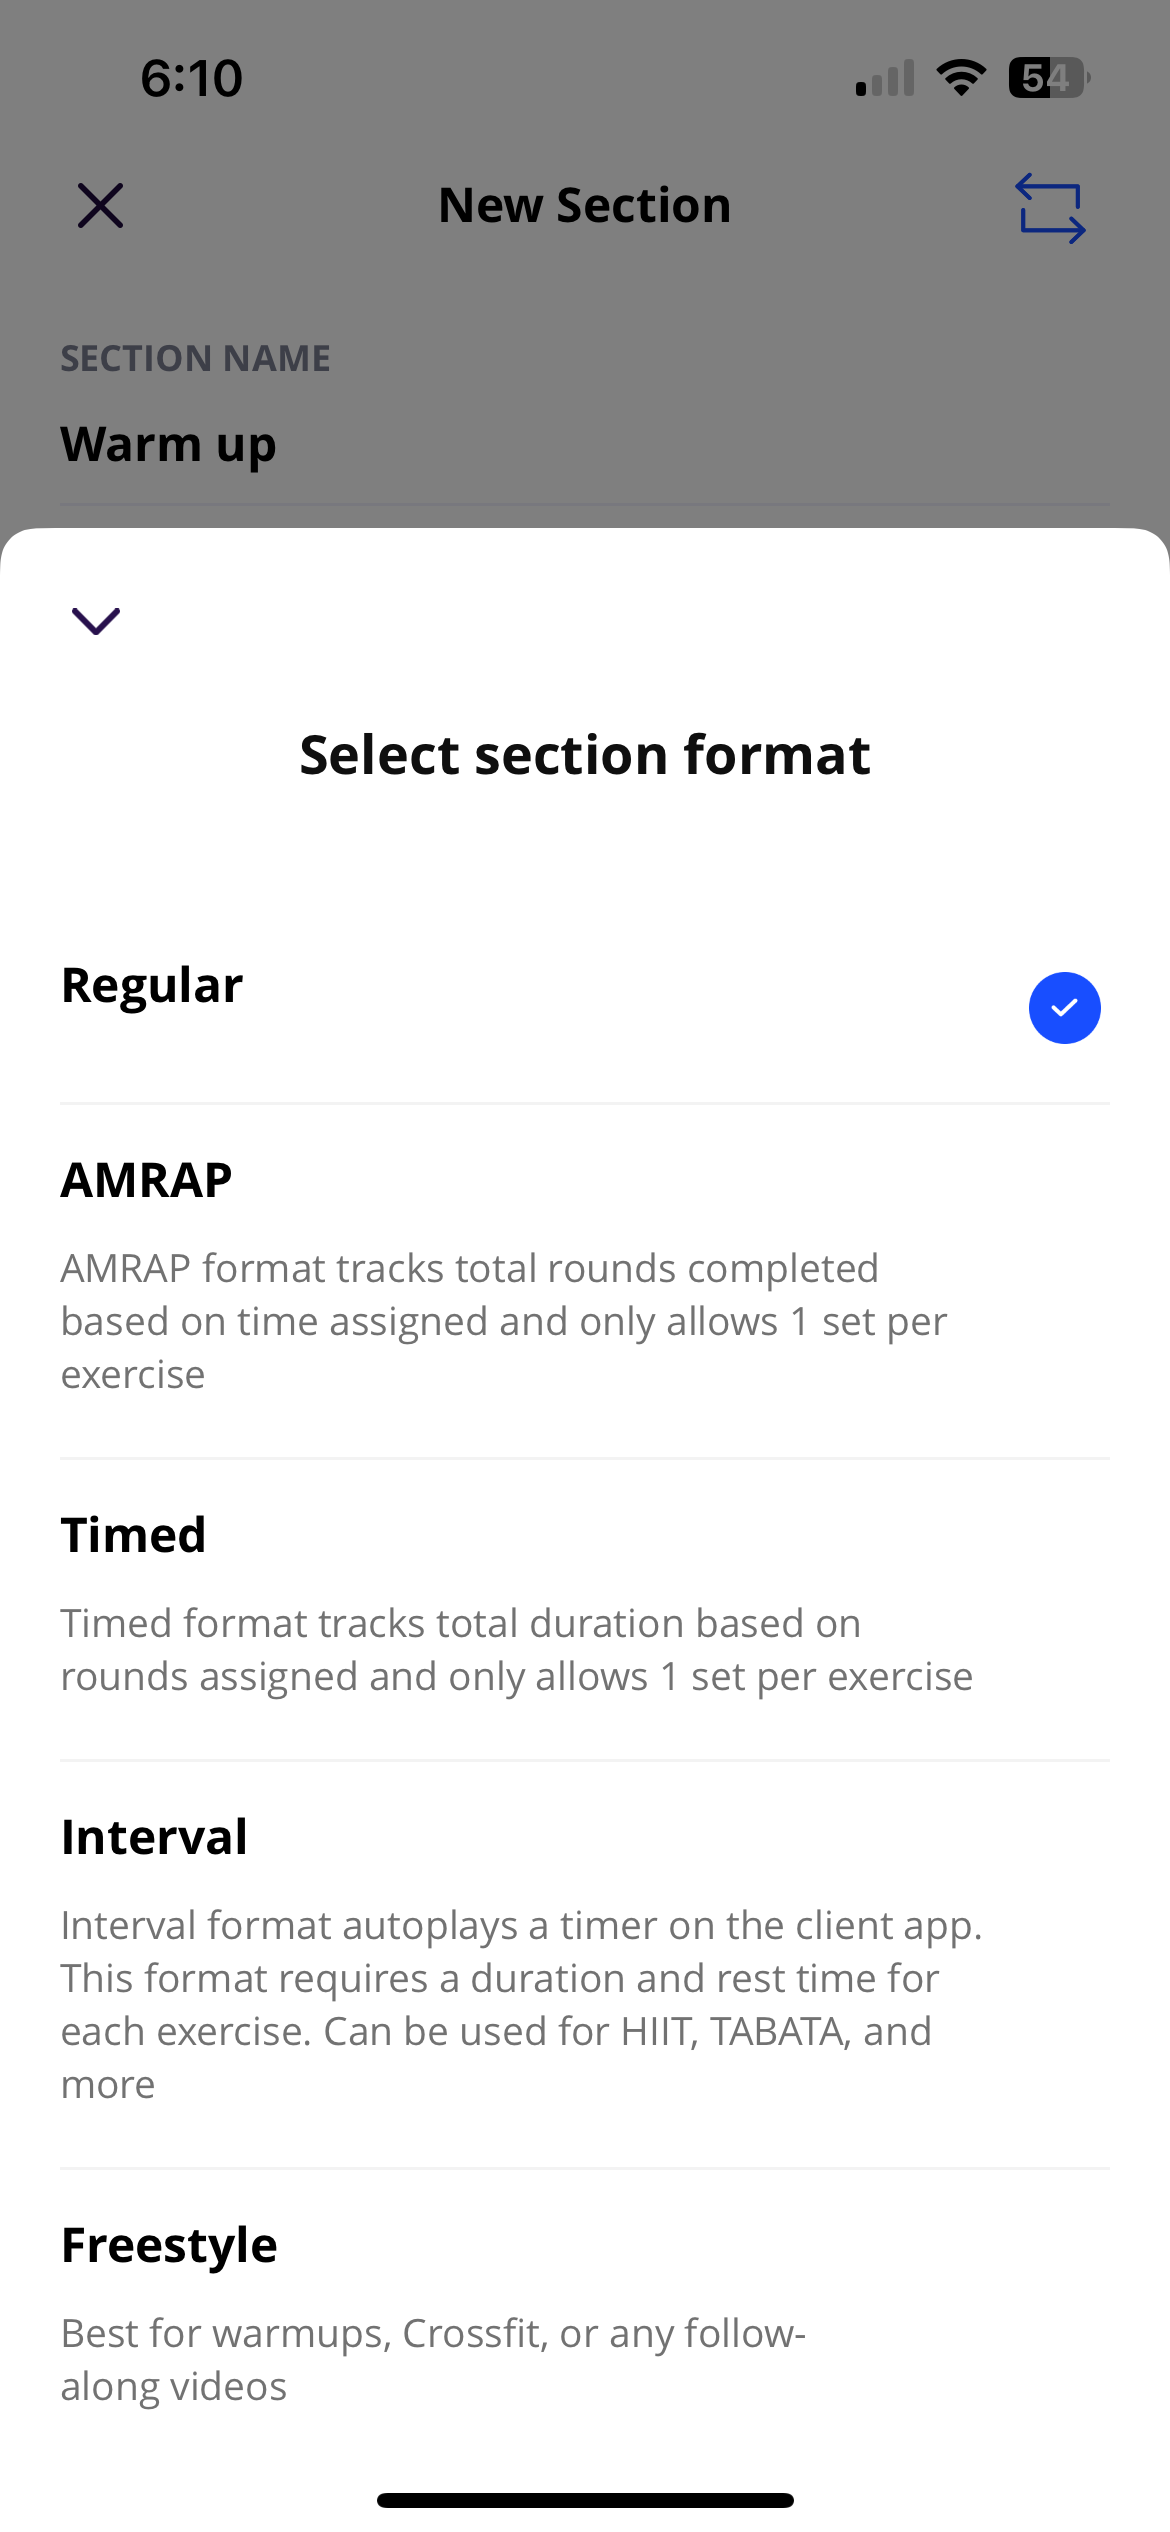 6:10
54
New Section
SECTION NAME
Warm up
Select section format
Regular
AMRAP
AMRAP format tracks total rounds completed
based on time assigned and only allows 1 set per
exercise
Timed
Timed format tracks total duration based on
rounds assigned and only allows 1 set per exercise
Interval
Interval format autoplays a timer on the client app.
This format requires a duration and rest time for
each exercise. Can be used for HIIT, TABATA, and
more
Freestyle
Best for warmups, Crossfit, or any follow-
along videos